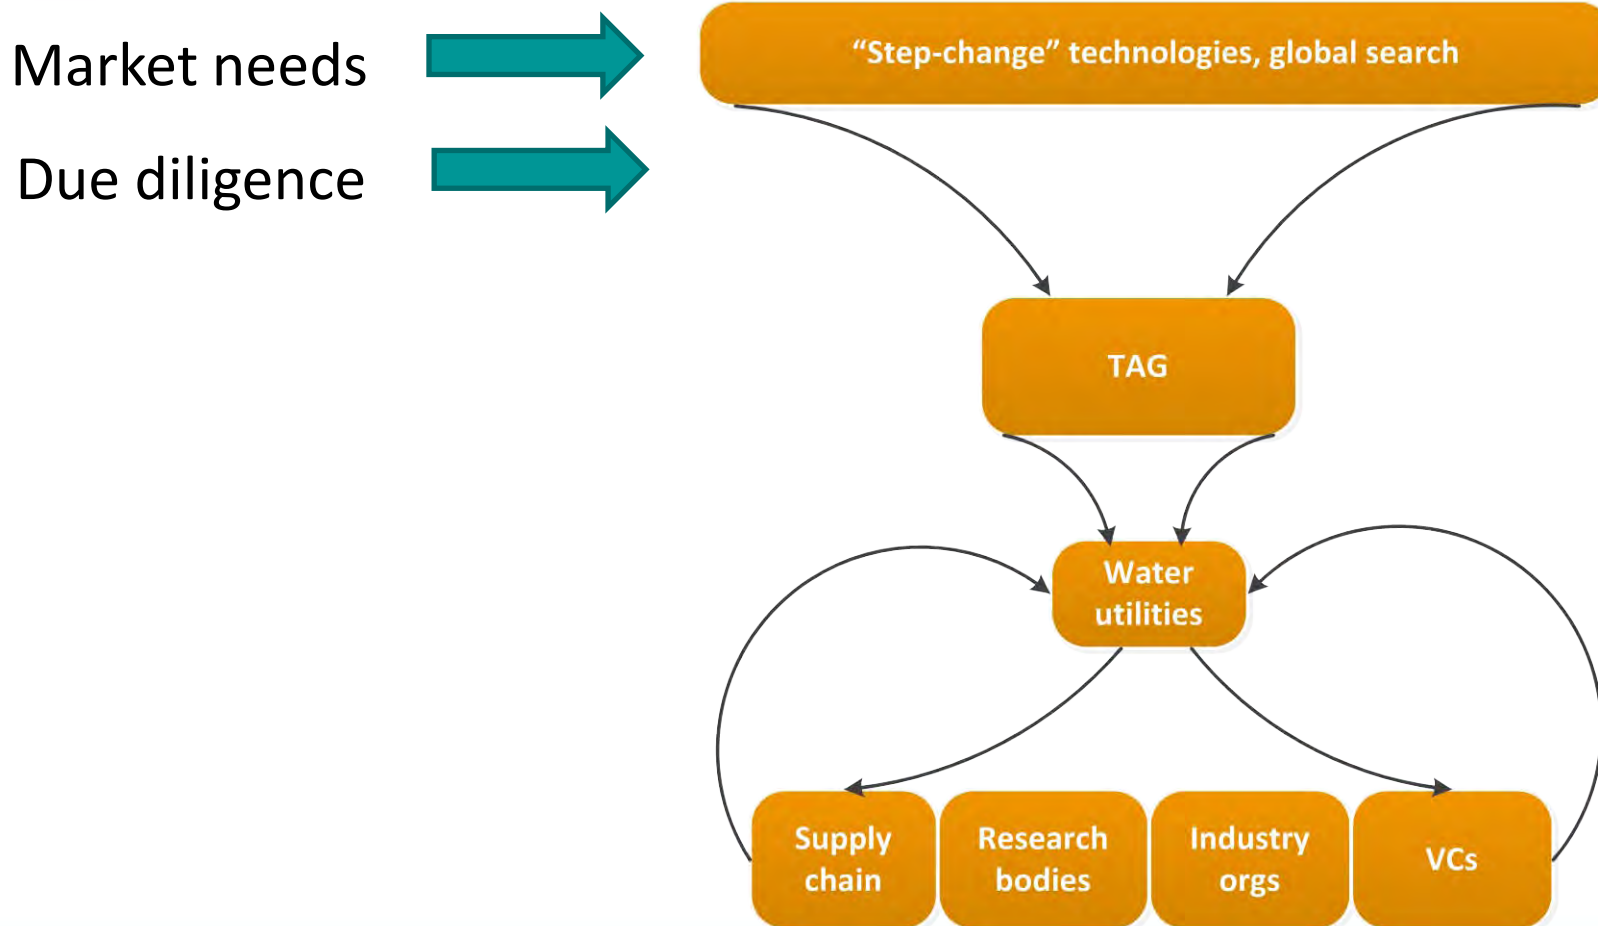 Market needs
“Step-change” technologies, global search
Due diligence
TAG
Water
utilities
Supply
chain
Research
bodies
Industry
orgs
VCs